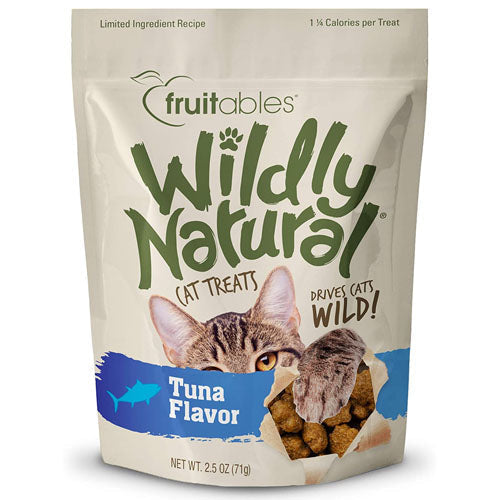 Limited Ingredient Recipe
1 ¼ Calories per Treat
fruitables™
Wildly
Natural®
CAT TREATS
DRIVES CATS
WILD!
Tuna
Flavor
NET WT. 2.5 OZ (71g)